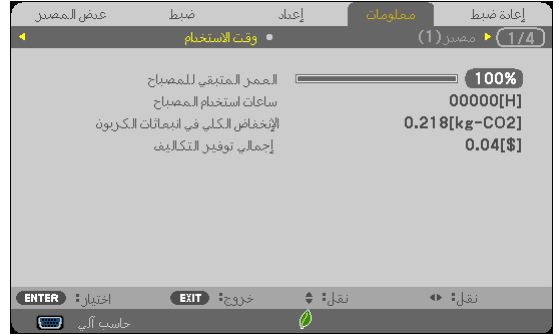 عرض المصدر ضبط إعداد معلومات إعادة ضبط
● وقت الاستخدام مصدر(1) 1/4
العمر المتبقي للمصباح 100%
ساعات استخدام المصباح 00000[H]
الإنخفاض الكلي في انبعاثات الكربون 0.218[kg-CO2]
إجمالي توفير التكاليف 0.04[$]
ENTER :اختيار EXIT :خروج نقل: نقل:
حاسب آلي